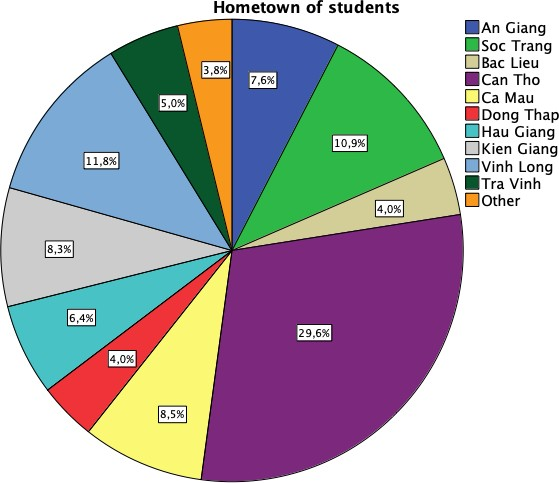 Hometown of students
An Giang
Soc Trang
Bac Lieu
Can Tho
Ca Mau
Dong Thap
Hau Giang
Kien Giang
Vinh Long
Tra Vinh
Other
7,6%
10,9%
4,0%
29,6%
8,5%
4,0%
6,4%
8,3%
11,8%
5,0%
3,8%